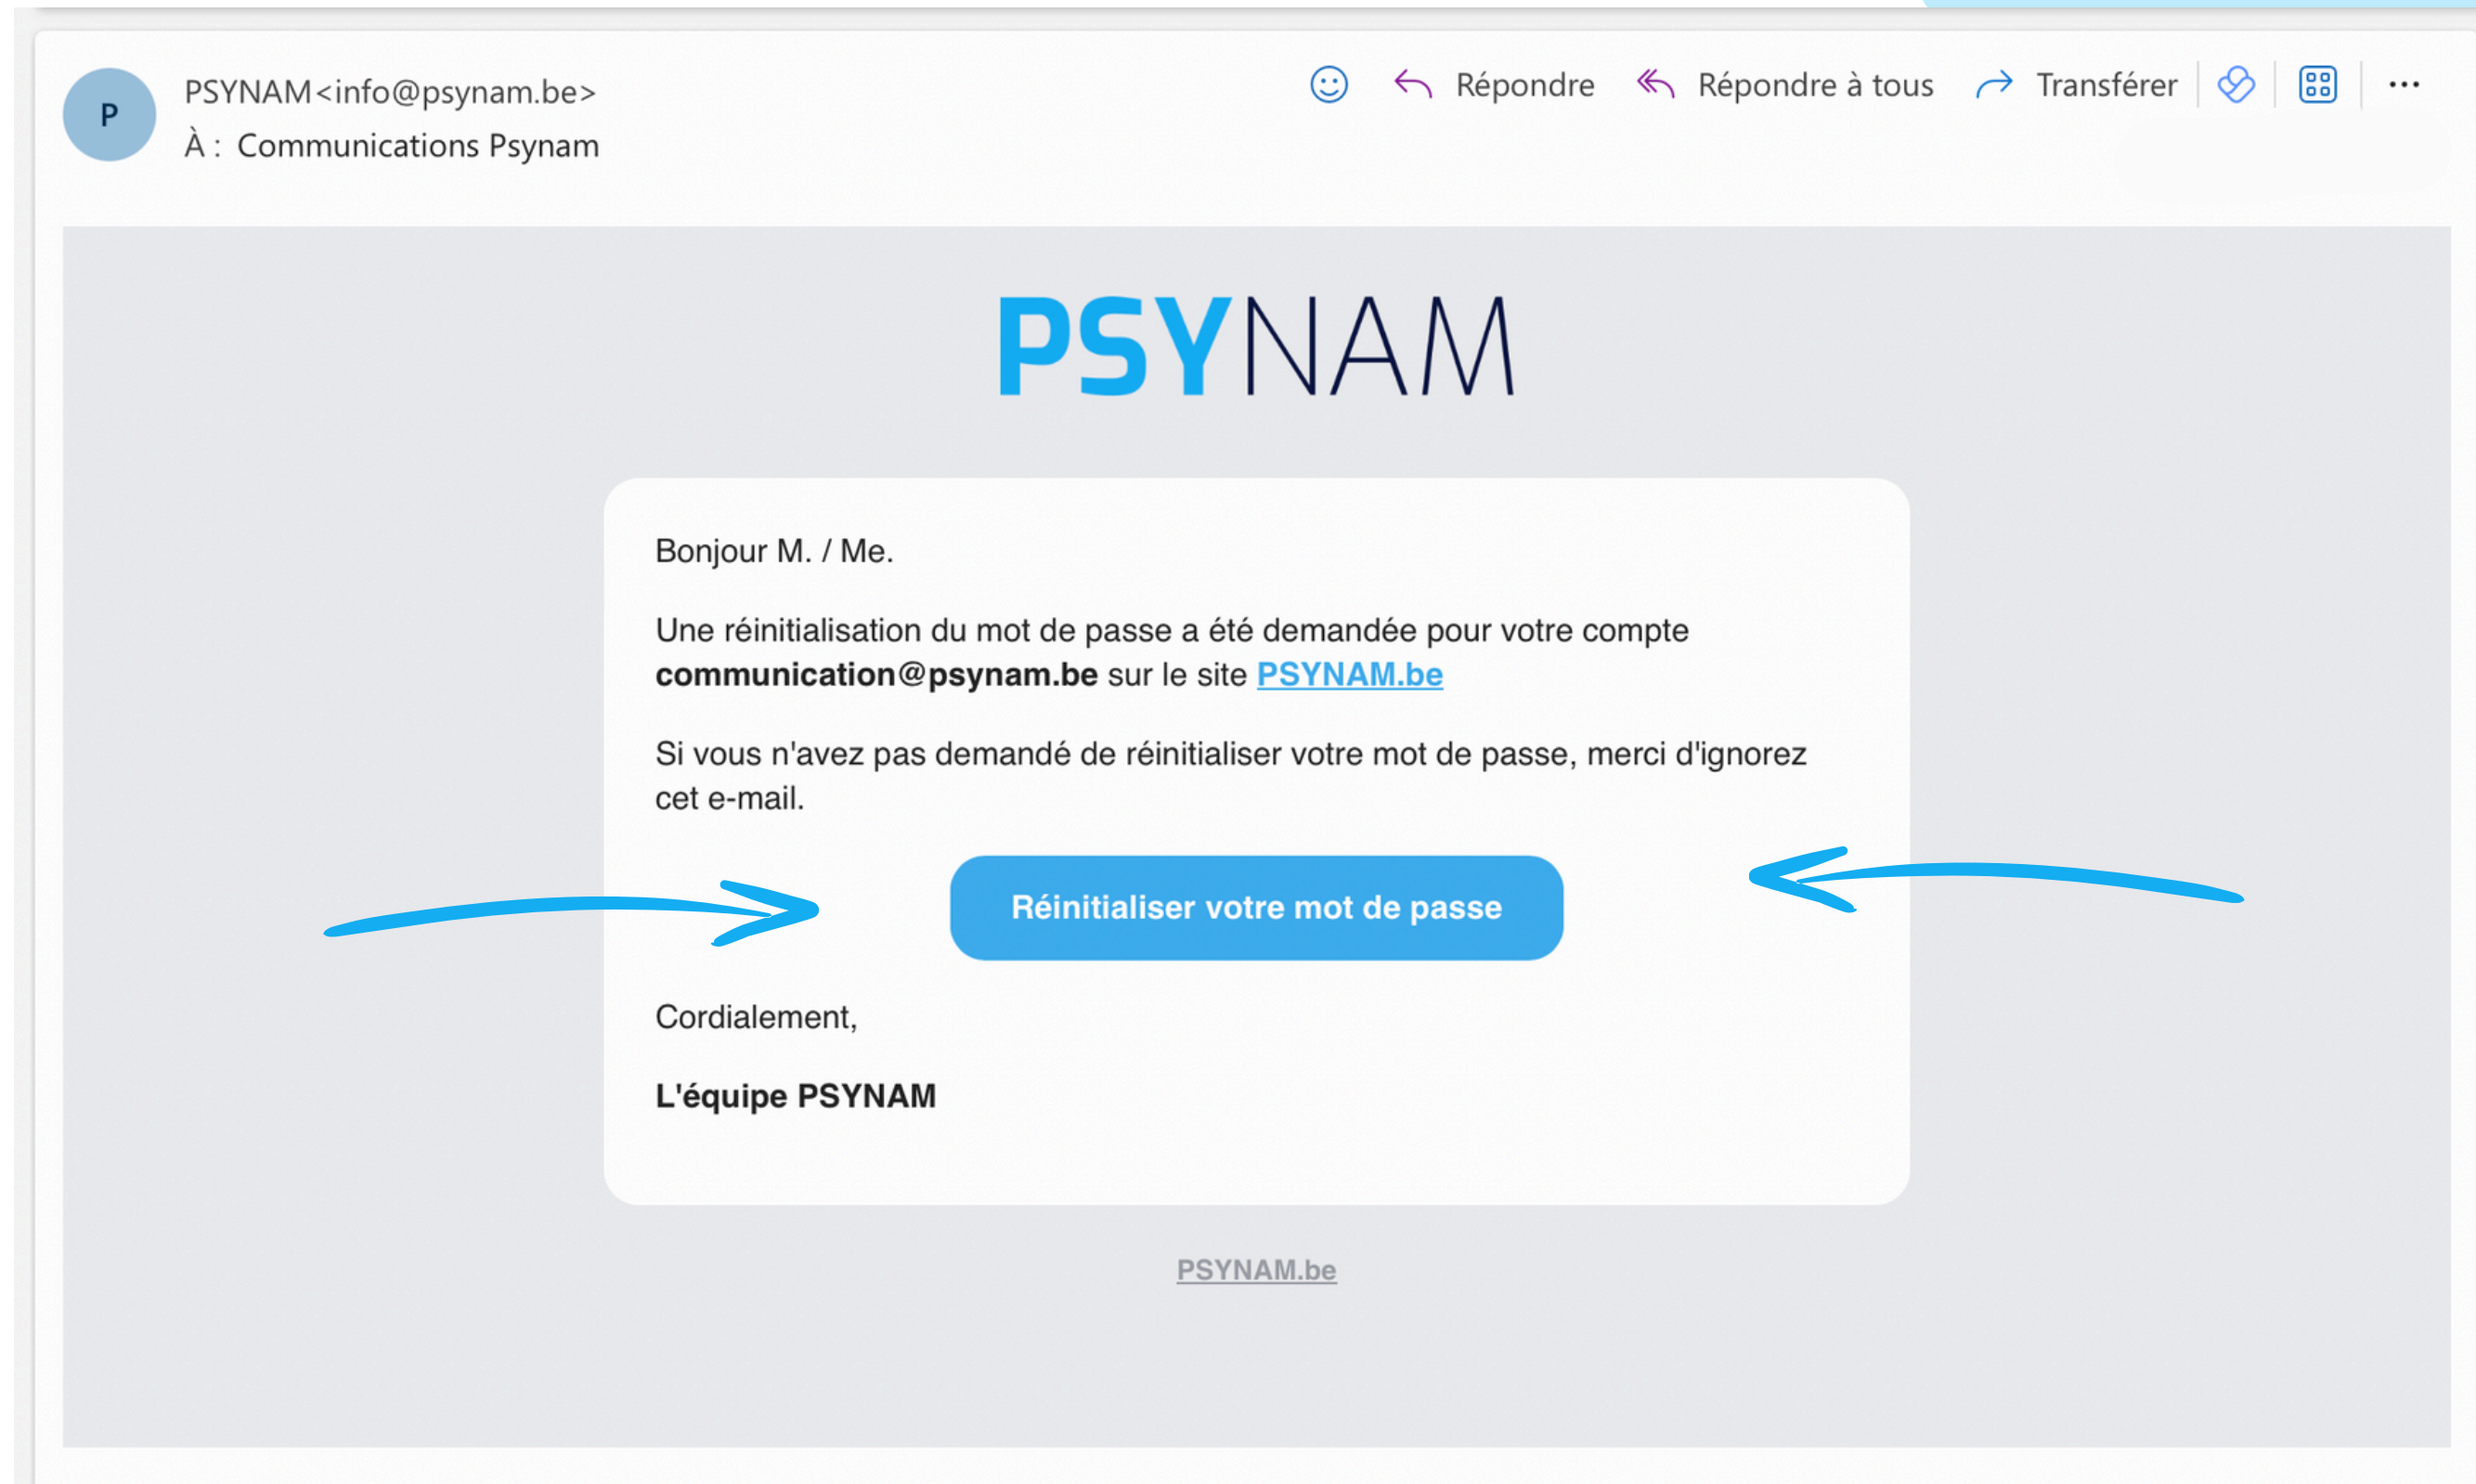 P
PSYNAM<info@psynam.be>
À : Communications Psynam
Répondre
Répondre à tous
Transférer
PSYNAM
Bonjour M. / Me.
Une réinitialisation du mot de passe a été demandée pour votre compte
communication@psynam.be sur le site PSYNAM.be
Si vous n'avez pas demandé de réinitialiser votre mot de passe, merci d'ignorez
cet e-mail.
Réinitialiser votre mot de passe
Cordialement,
L'équipe PSYNAM
PSYNAM.be